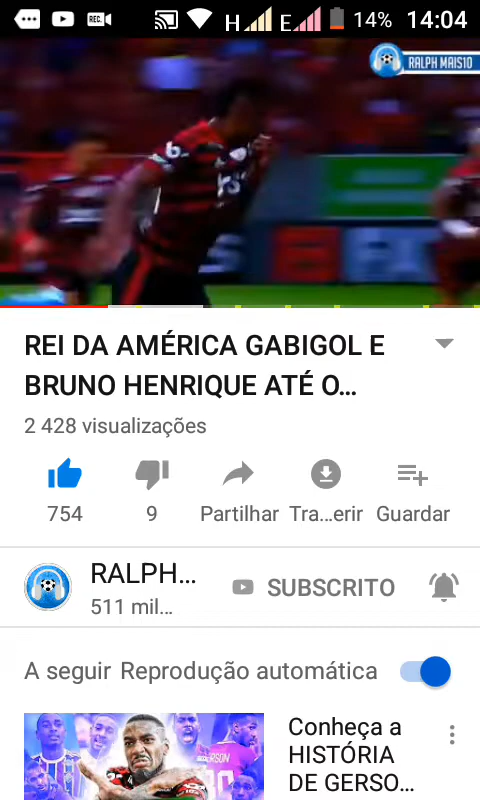 REC.
H
E
14%
14:04
RALPH MAIS10
REI DA AMÉRICA GABIGOL E
BRUNO HENRIQUE ATÉ O...
2 428 visualizações
754
9
Partilhar
Tra...erir
Guardar
RALPH...
511 mil...
SUBSCRITO
A seguir
Reprodução automática
Conheça a
HISTÓRIA
DE GERSO...